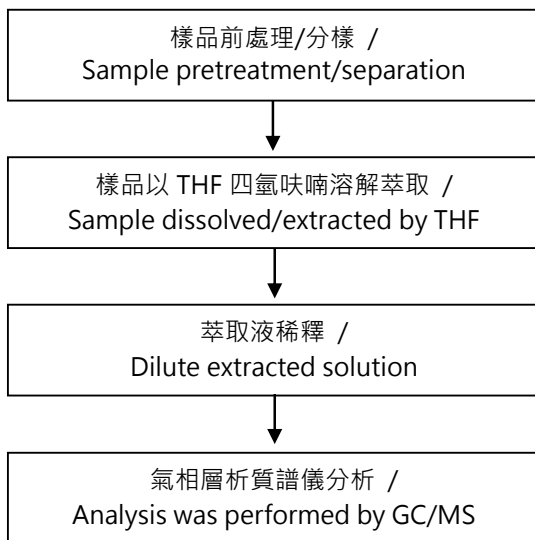 樣品前處理/分樣 /
Sample pretreatment/separation
樣品以 THF 四氫呋喃溶解萃取 /
Sample dissolved/extracted by THF
萃取液稀釋 /
Dilute extracted solution
氣相層析質譜儀分析 /
Analysis was performed by GC/MS